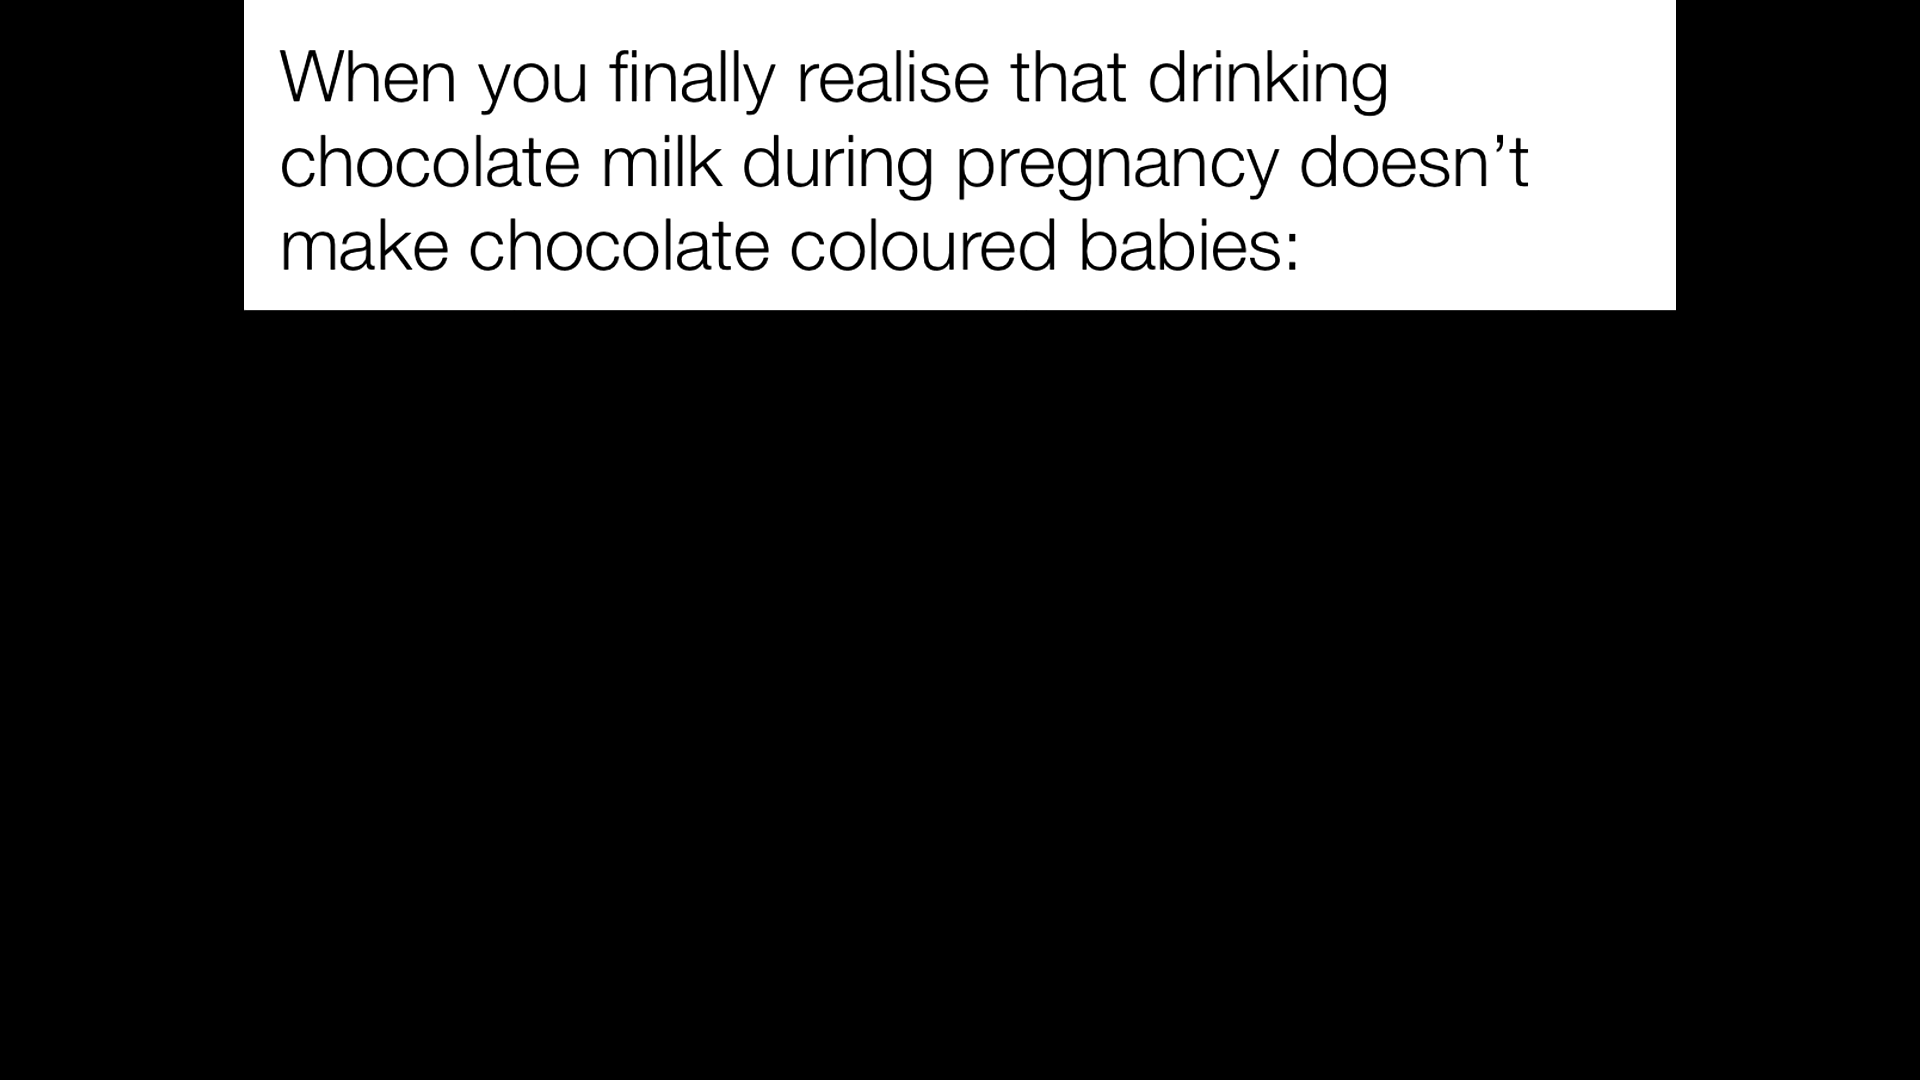 When you finally realise that drinking
chocolate milk during pregnancy doesn’t
make chocolate coloured babies: